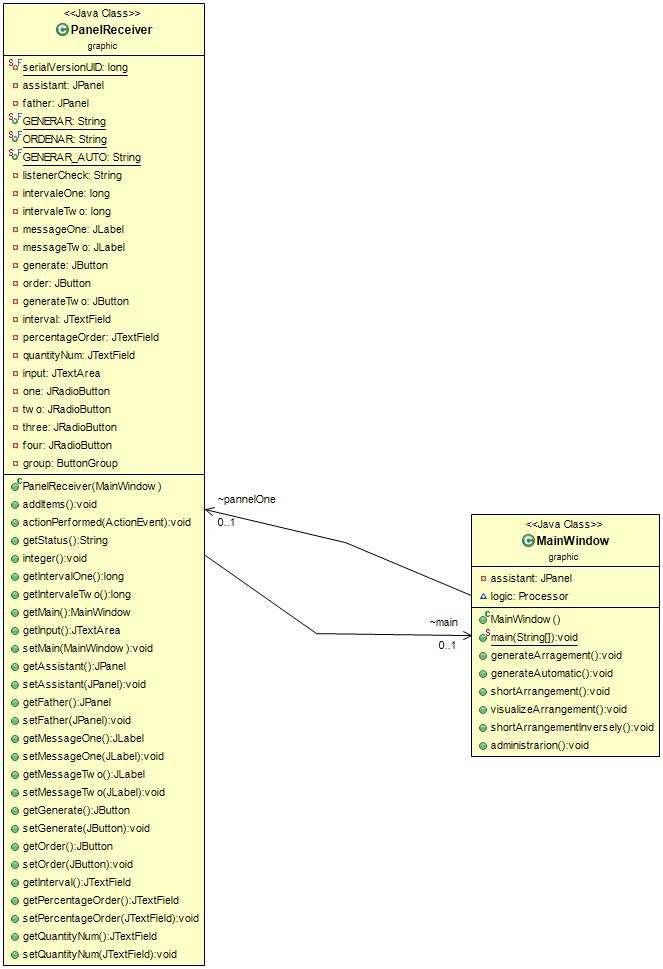 <<Java Class>>
PanelReceiver
graphic
serialVersionUID: long
assistant: JPanel
father: JPanel
GENERAR: String
ORDENAR: String
GENERAR_AUTO: String
listenerCheck: String
intervaleOne: long
intervaleTwo: long
messageOne: JLabel
messageTwo: JLabel
generate: JButton
order: JButton
generateTwo: JButton
interval: JTextField
percentageOrder: JTextField
quantityNum: JTextField
input: JTextArea
one: JRadioButton
two: JRadioButton
three: JRadioButton
four: JRadioButton
group: ButtonGroup
PanelReceiver(MainWindow)
addItems():void
actionPerformed(ActionEvent):void
getStatus():String
integer():void
getIntervalOne():long
getIntervaleTwo():long
getMain():MainWindow
getInput():JTextArea
setMain(MainWindow):void
getAssistant():JPanel
setAssistant(JPanel):void
getFather():JPanel
setFather(JPanel):void
getMessageOne():JLabel
setMessageOne(JLabel):void
getMessageTwo():JLabel
setMessageTwo(JLabel):void
getGenerate():JButton
setGenerate(JButton):void
getOrder():JButton
setOrder(JButton):void
getInterval():JTextField
getPercentageOrder():JTextField
setPercentageOrder(JTextField):void
getQuantityNum():JTextField
setQuantityNum(JTextField):void
~pannelOne
0..1
~main
0..1
<<Java Class>>
MainWindow
graphic
assistant: JPanel
logic: Processor
MainWindow()
main(String[]):void
generateArragement():void
generateAutomatic():void
shortArrangement():void
visualizeArrangement():void
shortArrangementInversely():void
administrarion():void